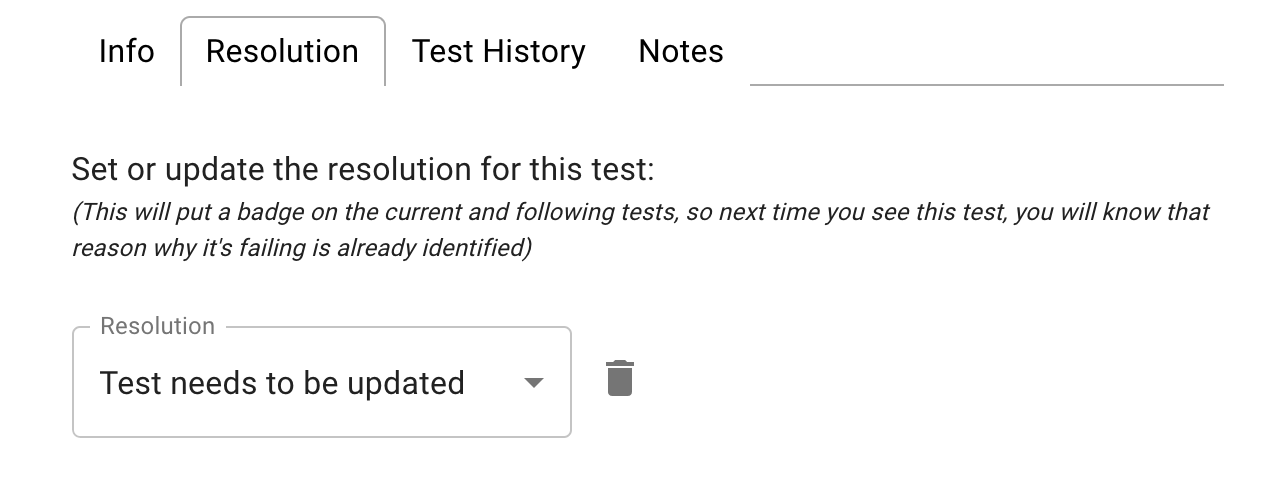 Info Resolution Test History Notes
Set or update the resolution for this test:
(This will put a badge on the current and following tests, so next time you see this test, you will know that
reason why it's failing is already identified)
Resolution
Test needs to be updated